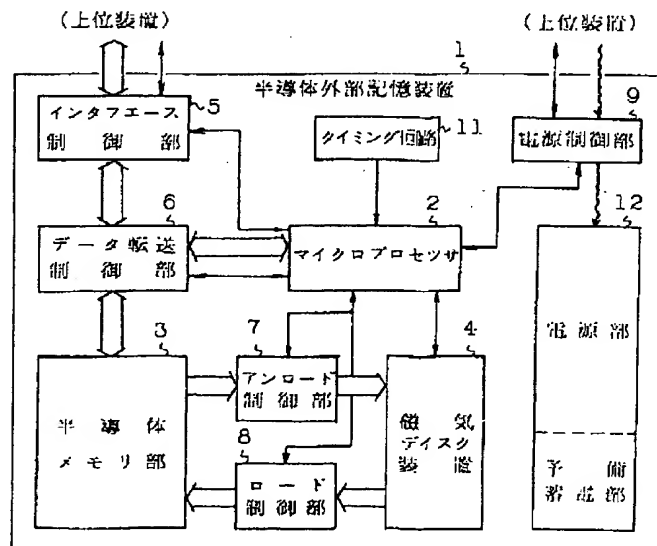 (上位装置)
(上位装置)
1
半導体外部記憶装置
5
インタフエース
制御部
タイミング回路
11
9
電源制御部
6
データ転送
制御部
2
マイクロプロセッサ
12
3
半導体
メモリ部
7
アンロード
制御部
4
磁気
ディスク
装置
電源部
8
ロード
制御部
予備
蓄電部